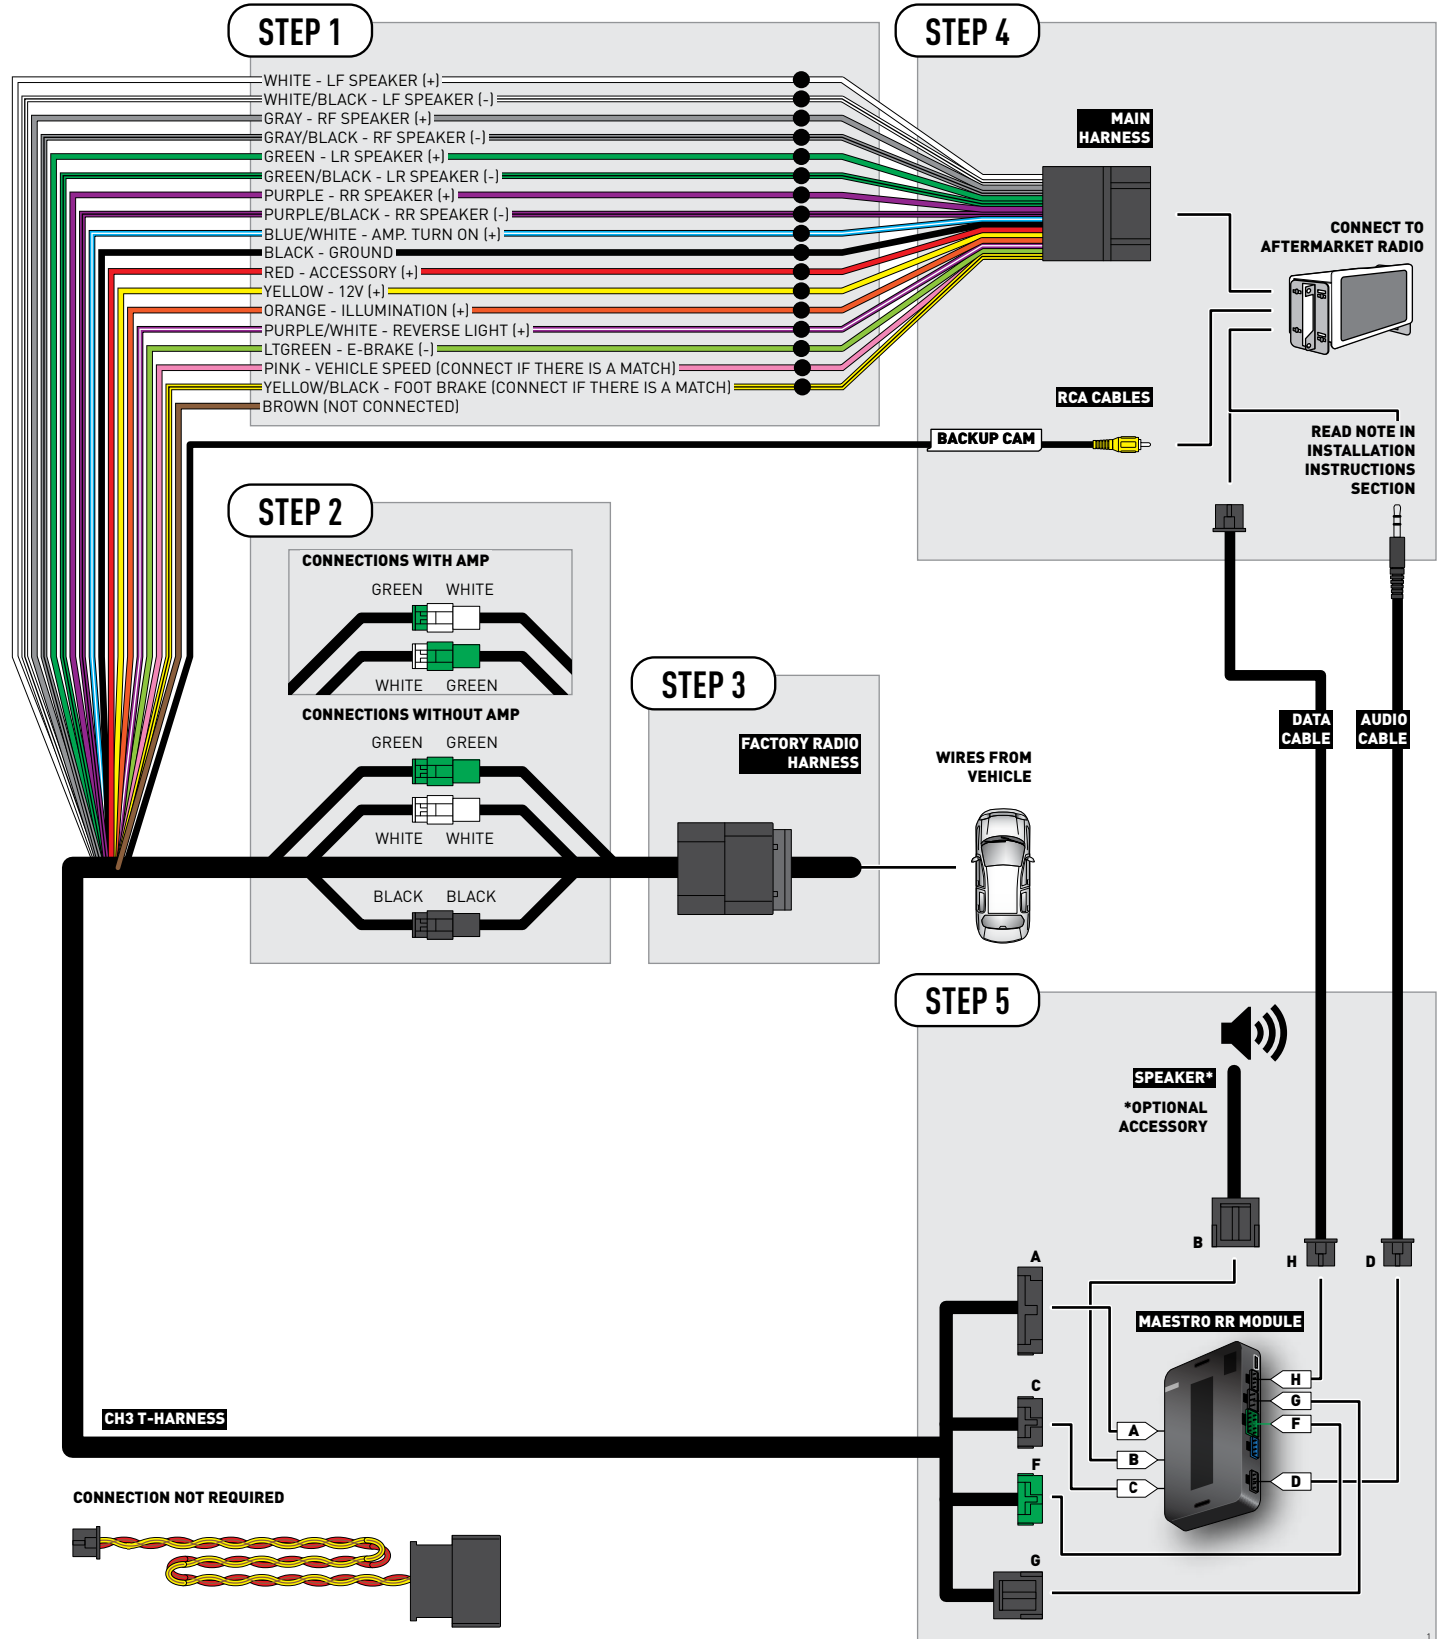 STEP 1
WHITE - LF SPEAKER (+)
WHITE/BLACK - LF SPEAKER (-)
GRAY - RF SPEAKER (+)
GRAY/BLACK - RF SPEAKER (-)
GREEN - LR SPEAKER (+)
GREEN/BLACK - LR SPEAKER (-)
PURPLE - RR SPEAKER (+)
PURPLE/BLACK - RR SPEAKER (-)
BLUE/WHITE - AMP. TURN ON (+)
BLACK - GROUND
RED - ACCESSORY (+)
YELLOW - 12V (+)
ORANGE - ILLUMINATION (+)
PURPLE/WHITE - REVERSE LIGHT (+)
LTGREEN - E-BRAKE (-)
PINK - VEHICLE SPEED (CONNECT IF THERE IS A MATCH)
YELLOW/BLACK - FOOT BRAKE (CONNECT IF THERE IS A MATCH)
BROWN (NOT CONNECTED)
STEP 4
MAIN
HARNESS
CONNECT TO
AFTERMARKET RADIO
RCA CABLES
BACKUP CAM
READ NOTE IN
INSTALLATION
INSTRUCTIONS
SECTION
DATA
CABLE
AUDIO
CABLE
STEP 2
CONNECTIONS WITH AMP
GREEN WHITE
WHITE GREEN
CONNECTIONS WITHOUT AMP
GREEN GREEN
WHITE WHITE
BLACK BLACK
STEP 3
FACTORY RADIO
HARNESS
WIRES FROM
VEHICLE
STEP 5
SPEAKER*
*OPTIONAL
ACCESSORY
B
H
D
A
C
F
G
MAESTRO RR MODULE
A
B
C
H
G
F
D
CH3 T-HARNESS
CONNECTION NOT REQUIRED
1